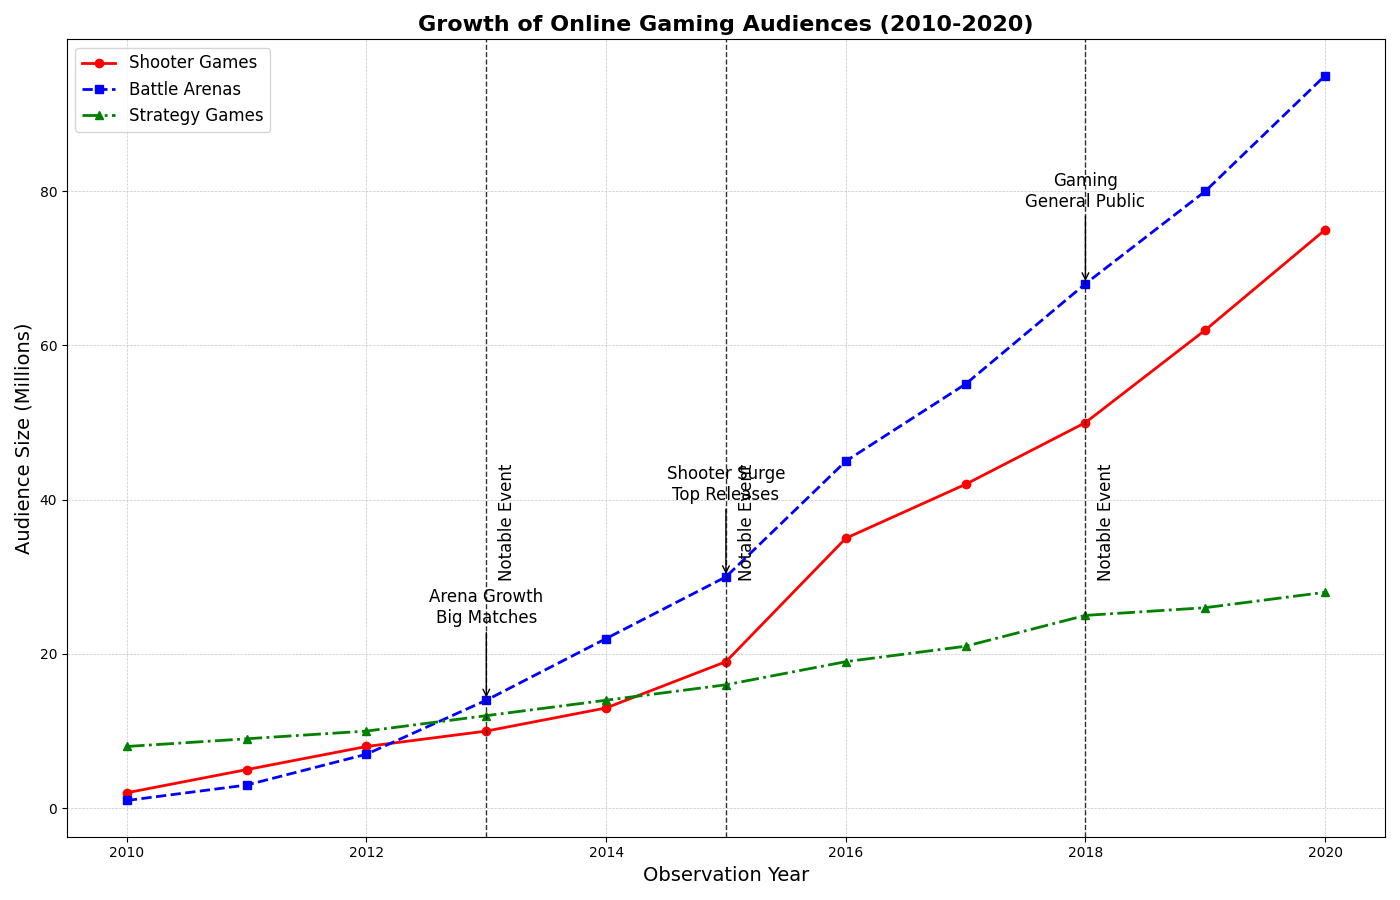 Growth of Online Gaming Audiences (2010-2020)
Shooter Games
Battle Arenas
Strategy Games
Audience Size (Millions)
80
60
40
20
0
Gaming
General Public
Shooter Surge
Top Releases
Arena Growth
Big Matches
Notable Event
Notable Event
Notable Event
2010
2012
2014
2016
2018
2020
Observation Year